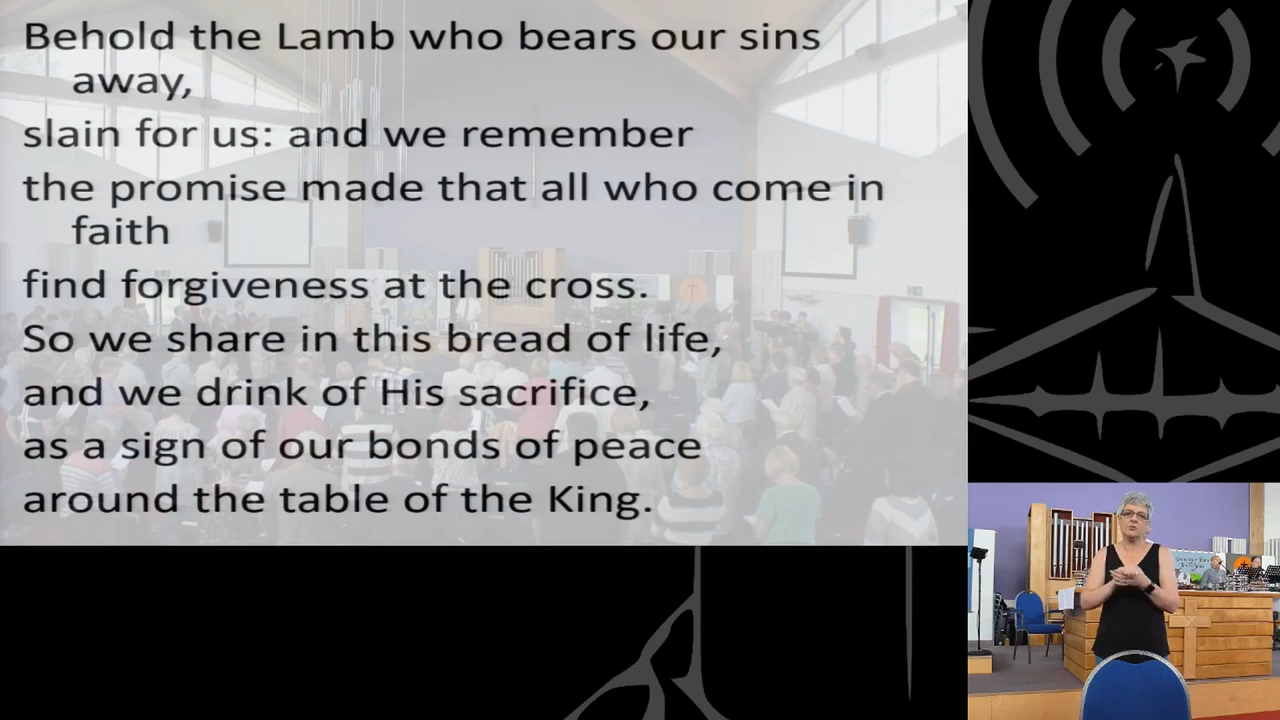 Behold the Lamb who bears our sins
away,
slain for us: and we remember
the promise made that all who come in
faith
find forgiveness at the cross.
So we share in this bread of life,
and we drink of His sacrifice,
as a sign of our bonds of peace
around the table of the King.